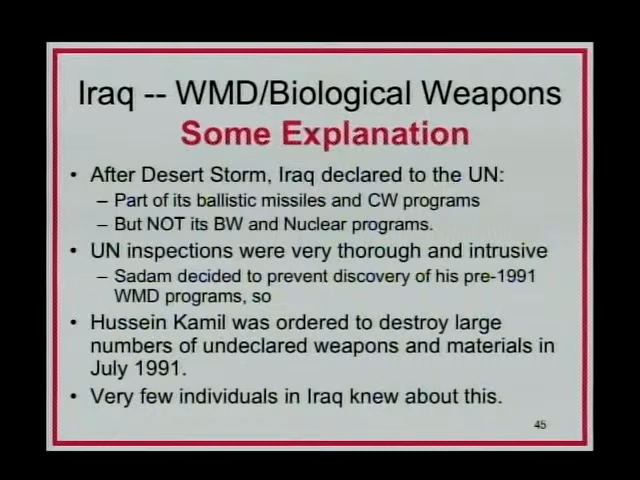 Iraq -- WMD/Biological Weapons
Some Explanation
• After Desert Storm, Iraq declared to the UN:
– Part of its ballistic missiles and CW programs
– But NOT its BW and Nuclear programs.
• UN inspections were very thorough and intrusive
– Sadam decided to prevent discovery of his pre-1991
WMD programs, so
• Hussein Kamil was ordered to destroy large
numbers of undeclared weapons and materials in
July 1991.
• Very few individuals in Iraq knew about this.
45